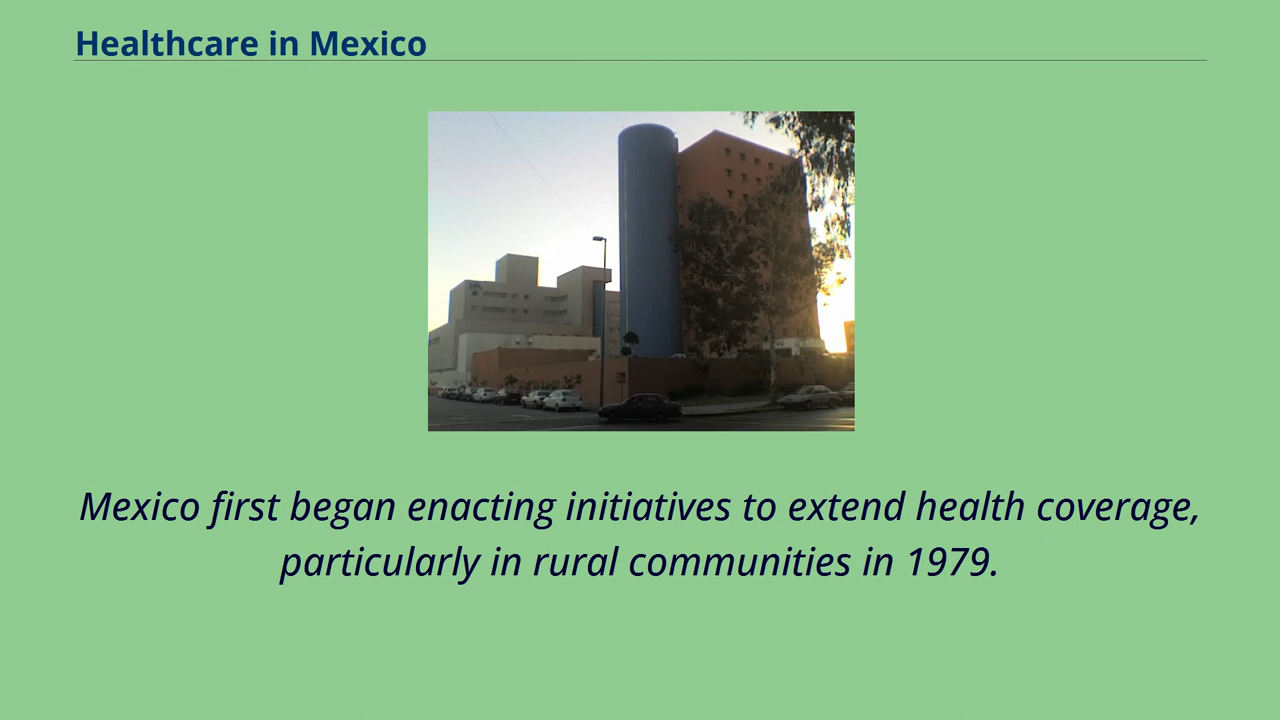 Healthcare in Mexico
Mexico first began enacting initiatives to extend health coverage,
particularly in rural communities in 1979.